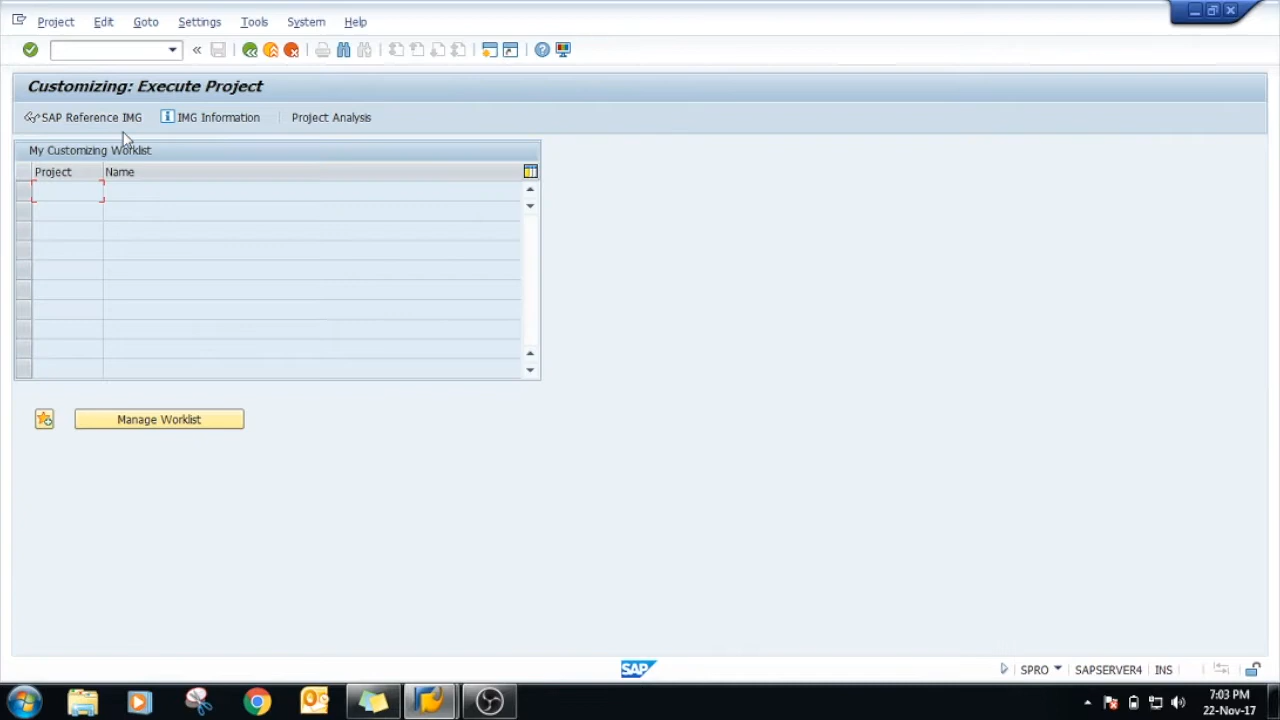 Project Edit Goto Settings Tools System Help
Customizing: Execute Project
SAP Reference IMG IMG Information Project Analysis
My Customizing Worklist
Project Name
Manage Worklist
SAP SPRO SAPSERVER4 INS
7:03 PM
22-Nov-17